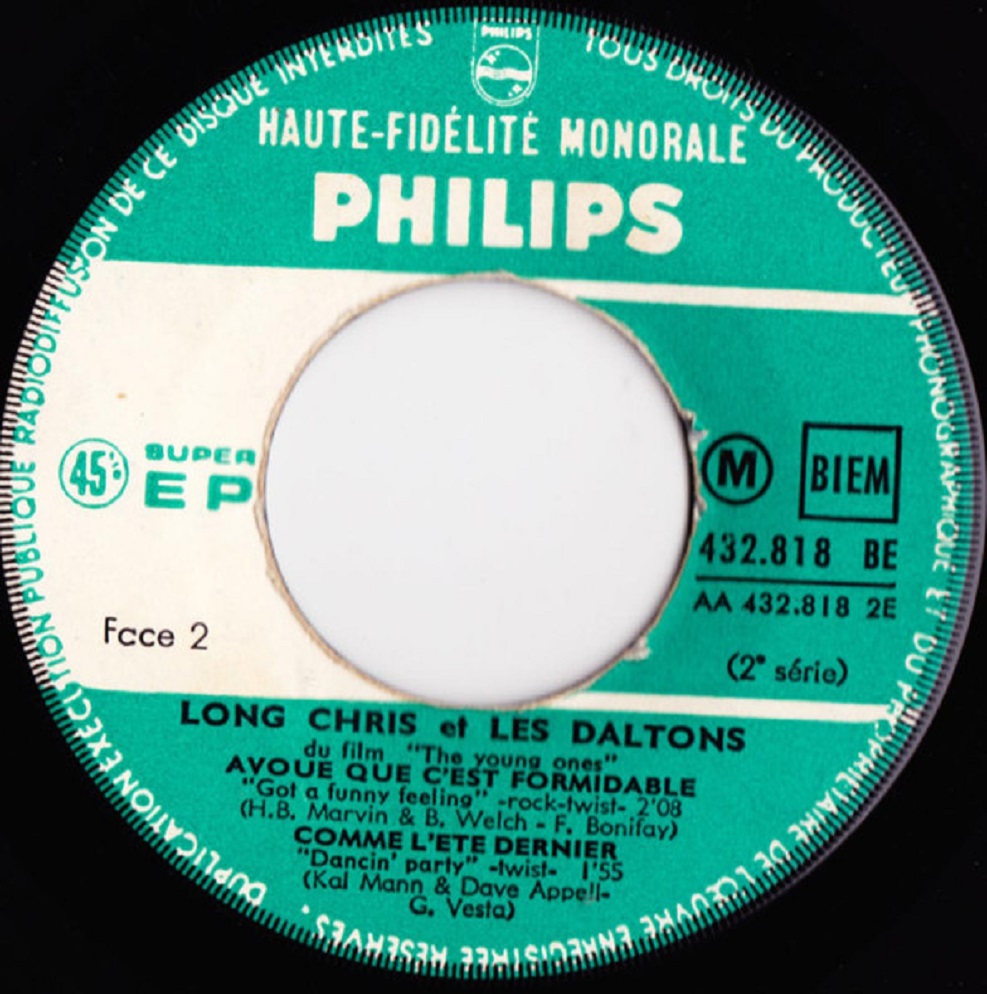 PHILIPS
HAUTE-FIDÉLITÉ MONORALE
PHILIPS
45
SUPER
EP
M
BIEM
432.818 BE
AA 432.818 2E
Fcce 2
(2e série)
LONG CHRIS et LES DALTONS
du film "The young ones"
AVOUE QUE C'EST FORMIDABLE
"Got a funny feeling" -rock-twist- 2'08
(H.B. Marvin & B. Welch - F. Bonifay)
COMME L'ETE DERNIER
"Dancin' party" -twist- 1'55
(Kal Mann & Dave Appell-
G. Vesta)
TOUS DROITS DU PRODUCTEUR PHONOGRAPHIQUE ET DU PROPRIETAIRE DE L'ŒUVRE ENREGISTREE RESERVES . DUPLICATION EXECUTION PUBLIQUE RADIODIFFUSION DE CE DISQUE INTERDITES